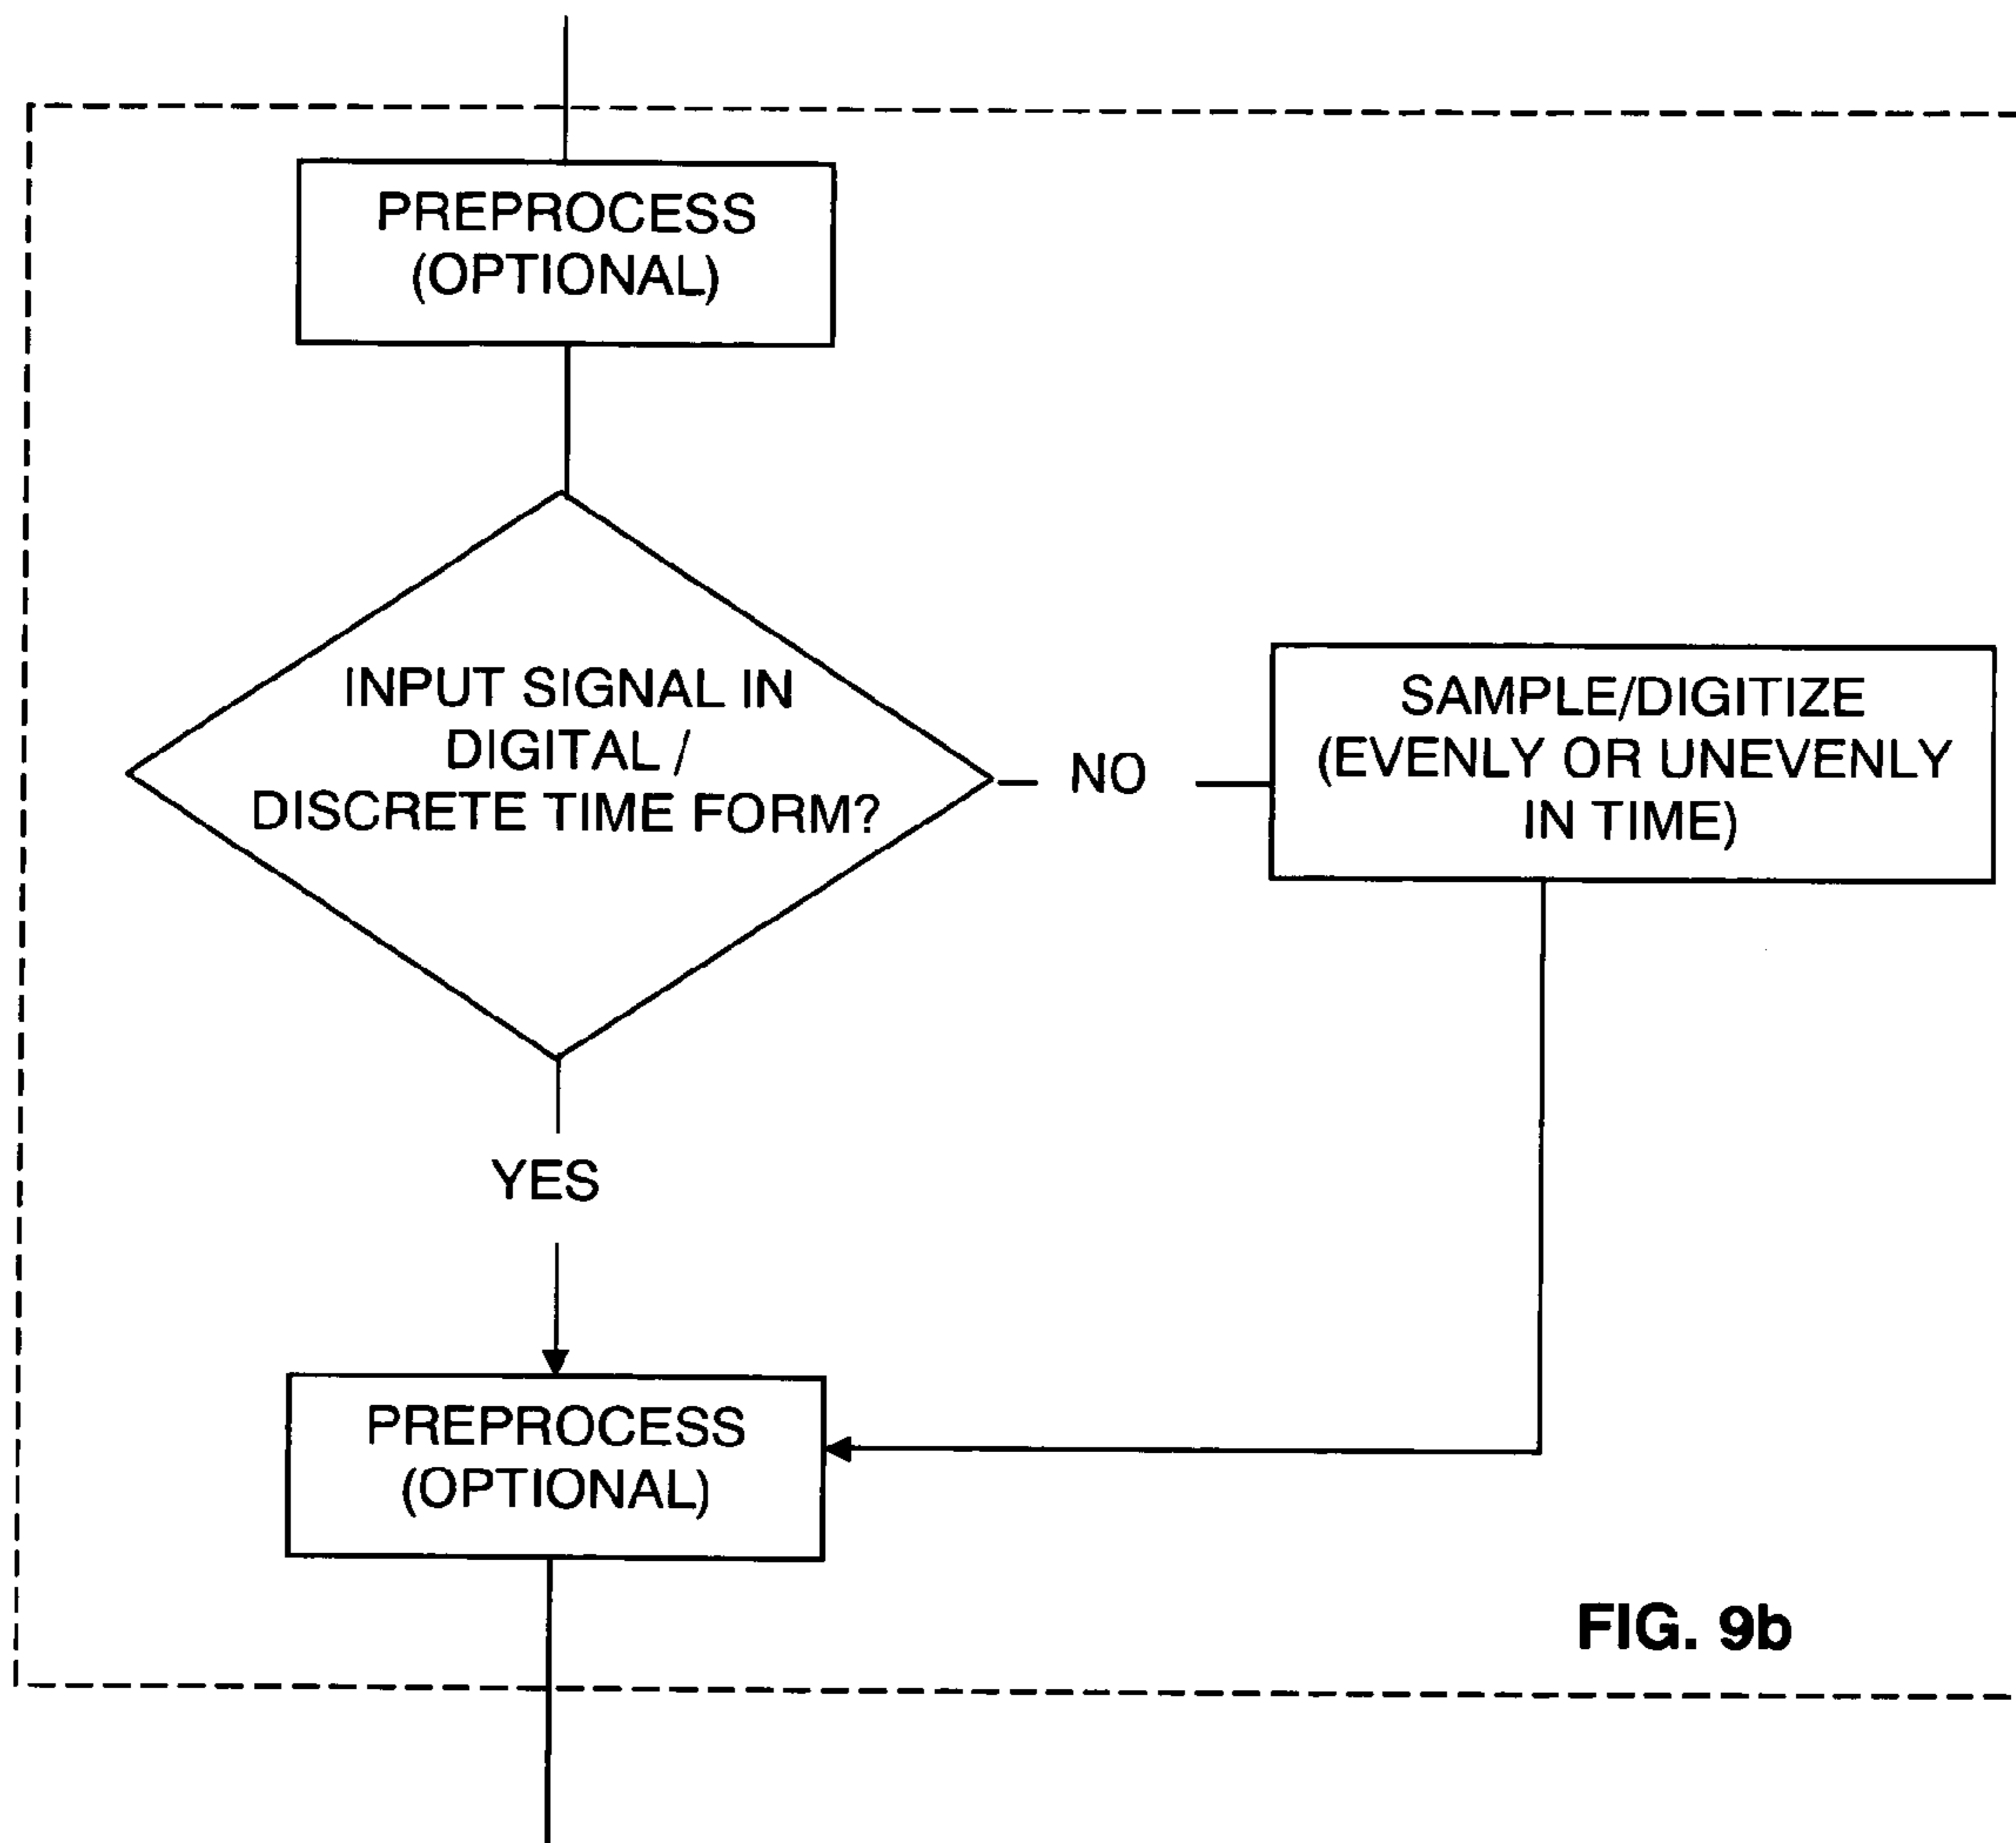 PREPROCESS
(OPTIONAL)
INPUT SIGNAL IN
DIGITAL /
DISCRETE TIME FORM?
NO
SAMPLE/DIGITIZE
(EVENLY OR UNEVENLY
IN TIME)
YES
PREPROCESS
(OPTIONAL)
FIG. 9b